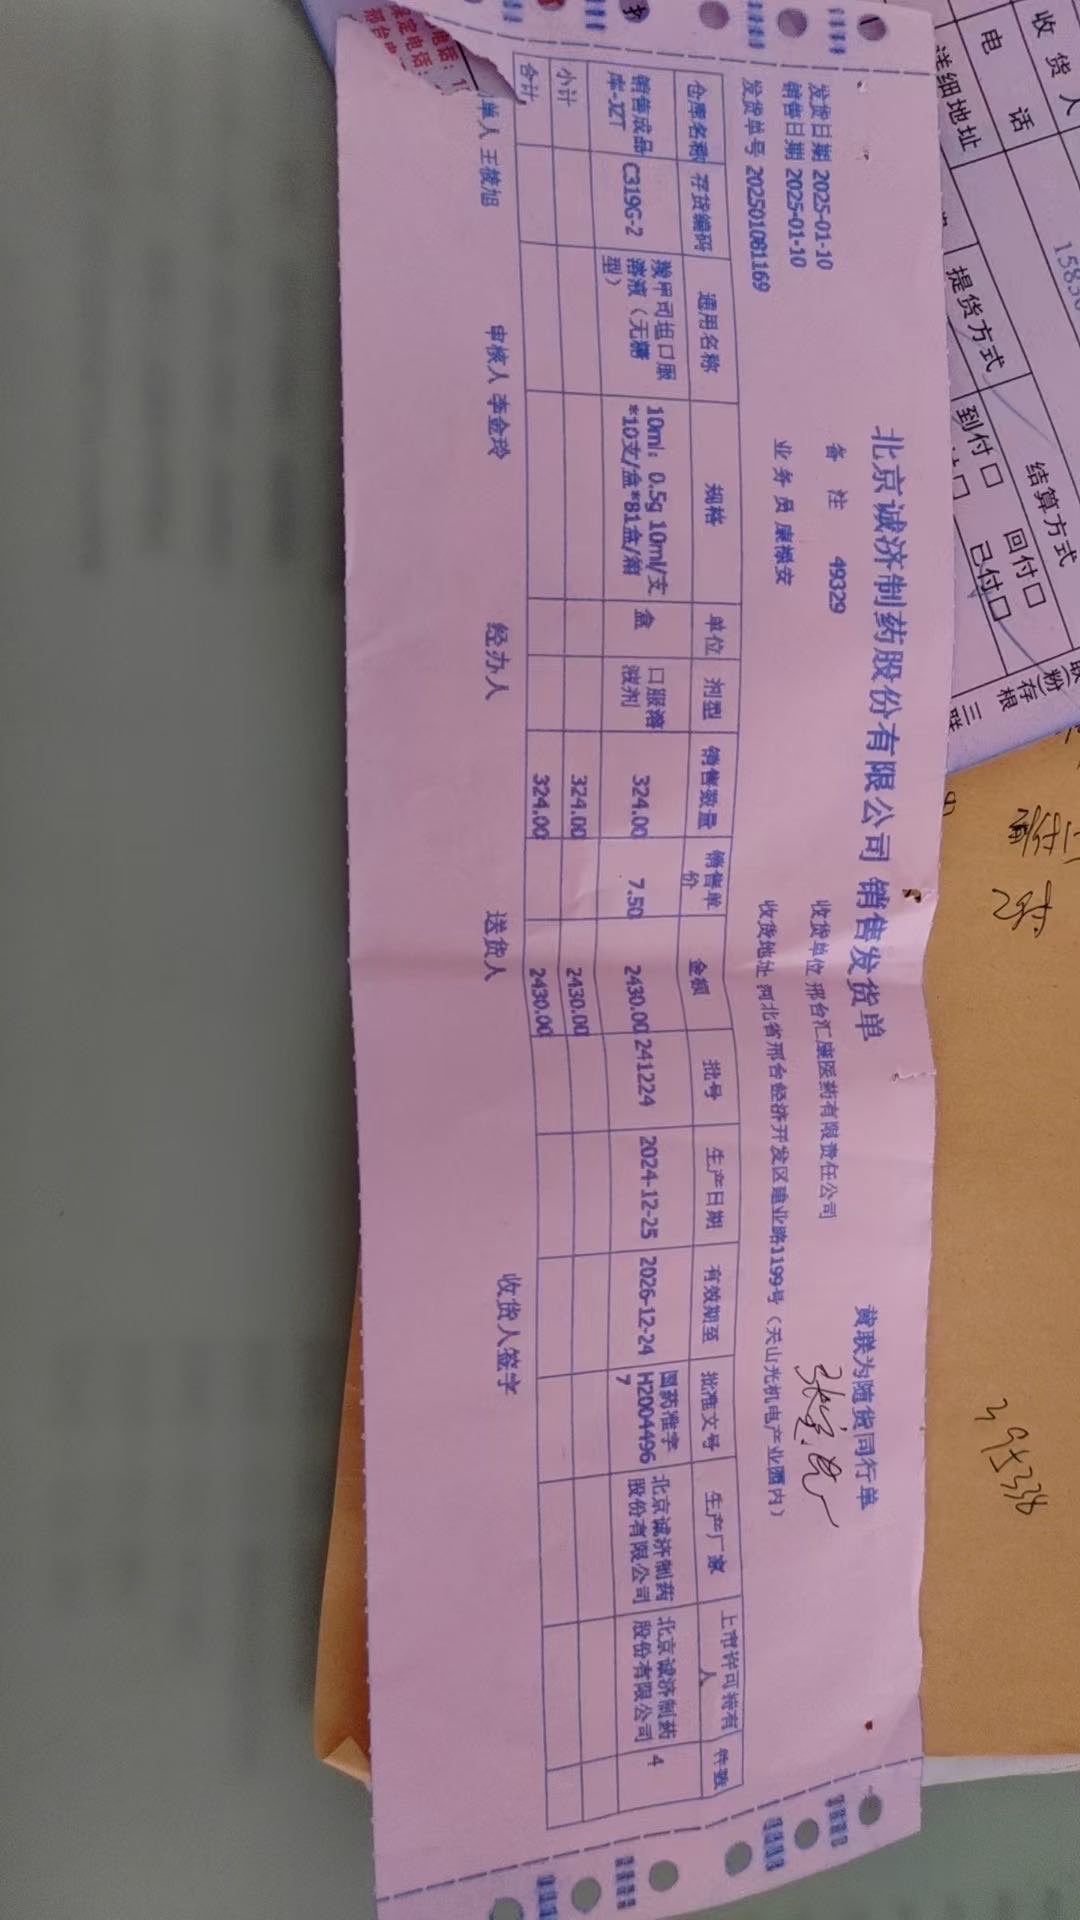 北京诚济制药股份有限公司 销售发货单
黄联为随货同行单
发货日期 2025-01-10
备 注 49329
收货单位 邢台汇康医药有限责任公司
销售日期 2025-01-10
业务员 康禄安
收货地址 河北省邢台经济开发区建业路1199号（天山光机电产业园内）
发货单号 202501081169
仓库名称 存货编码 通用名称 规格 单位 剂型 销售数量 销售单价 金额 批号 生产日期 有效期至 批准文号 生产厂家 上市许可持有人 件数
销售成品库-JZT C319G-2 羧甲司坦口服溶液（无糖型） 10ml：0.5g 10ml/支*10支/盒*81盒/箱 盒 口服溶液剂 324.00 7.50 2430.00 241224 2024-12-25 2026-12-24 国药准字H20044967 北京诚济制药股份有限公司 北京诚济制药股份有限公司 4
小计 324.00 2430.00
合计 324.00 2430.00
单人 王棱旭 审核人 李金玲 经办人 送货人 收货人签字
收货人
电 话
详细地址
提货方式
到付□
结算方式
回付□
已付□
存根
三联